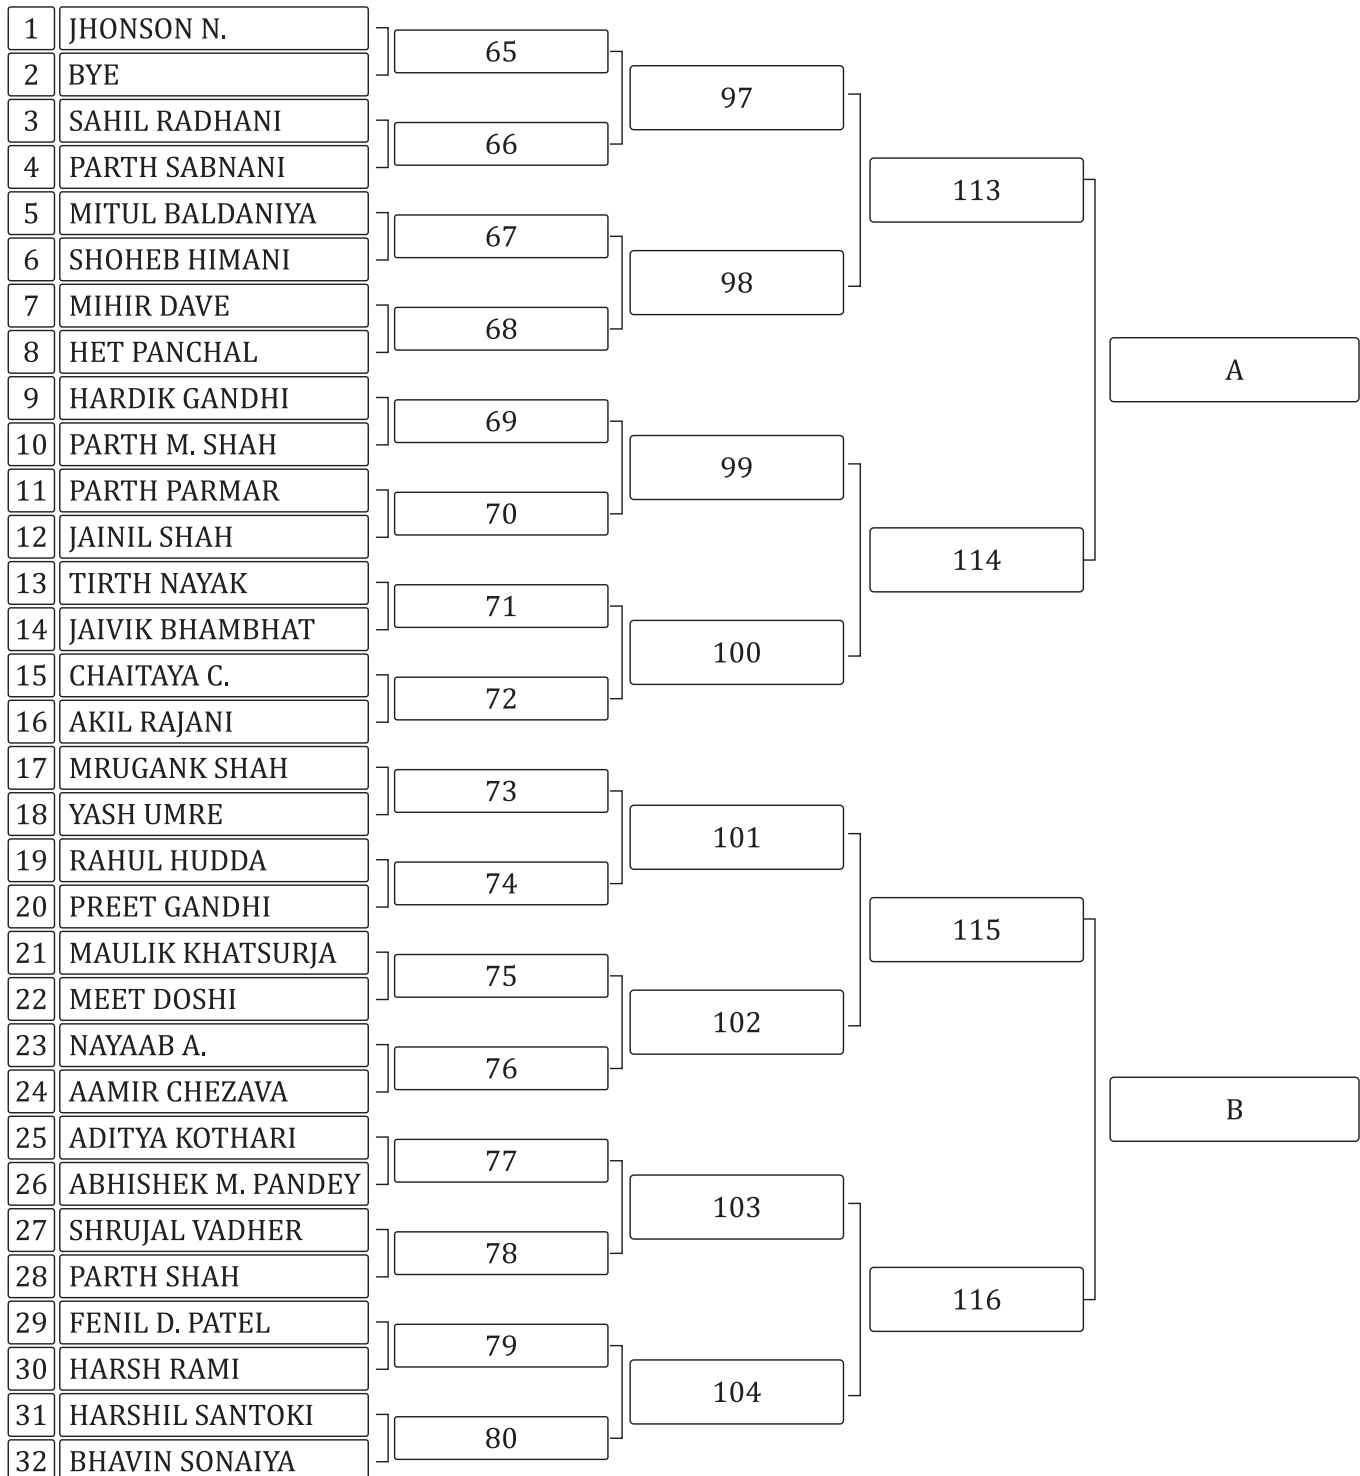 1 JHONSON N.
2 BYE
3 SAHIL RADHANI
4 PARTH SABNANI
5 MITUL BALDANIYA
6 SHOHEB HIMANI
7 MIHIR DAVE
8 HET PANCHAL
9 HARDIK GANDHI
10 PARTH M. SHAH
11 PARTH PARMAR
12 JAINIL SHAH
13 TIRTH NAYAK
14 JAIVIK BHAMBHAT
15 CHAITAYA C.
16 AKIL RAJANI
17 MRUGANK SHAH
18 YASH UMRE
19 RAHUL HUDDA
20 PREET GANDHI
21 MAULIK KHATSURJA
22 MEET DOSHI
23 NAYAAB A.
24 AAMIR CHEZAVA
25 ADITYA KOTHARI
26 ABHISHEK M. PANDEY
27 SHRUJAL VADHER
28 PARTH SHAH
29 FENIL D. PATEL
30 HARSH RAMI
31 HARSHIL SANTOKI
32 BHAVIN SONAIYA
65
66
67
68
69
70
71
72
73
74
75
76
77
78
79
80
97
98
99
100
101
102
103
104
113
114
115
116
A
B